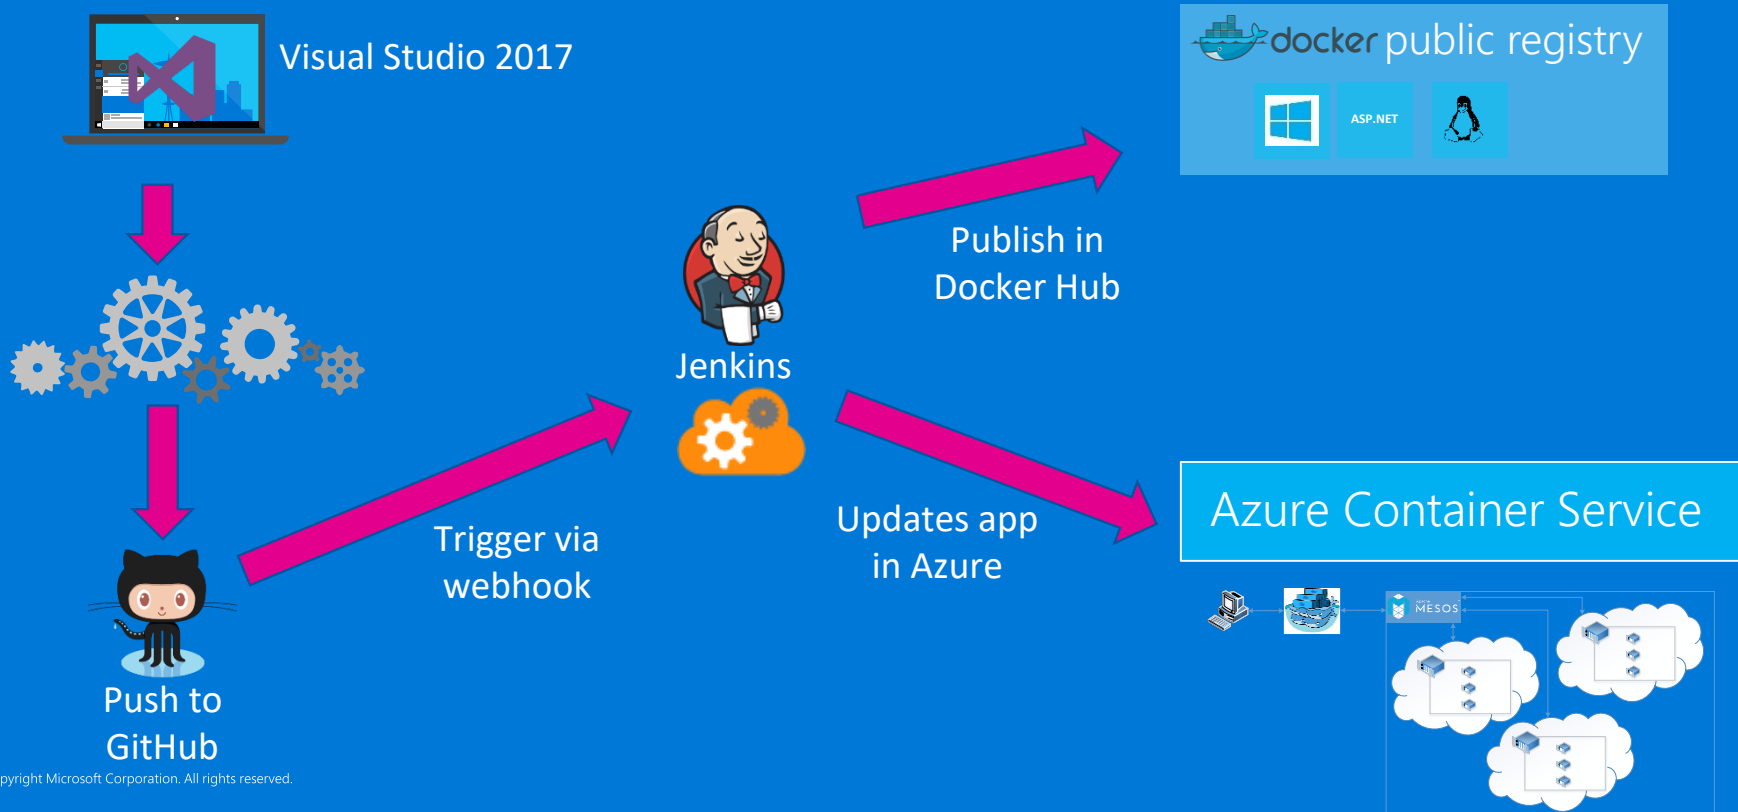 Visual Studio 2017
docker public registry
ASP.NET
Publish in
Docker Hub
Jenkins
Trigger via
webhook
Updates app
in Azure
Azure Container Service
MESOS
Push to
GitHub
pyright Microsoft Corporation. All rights reserved.